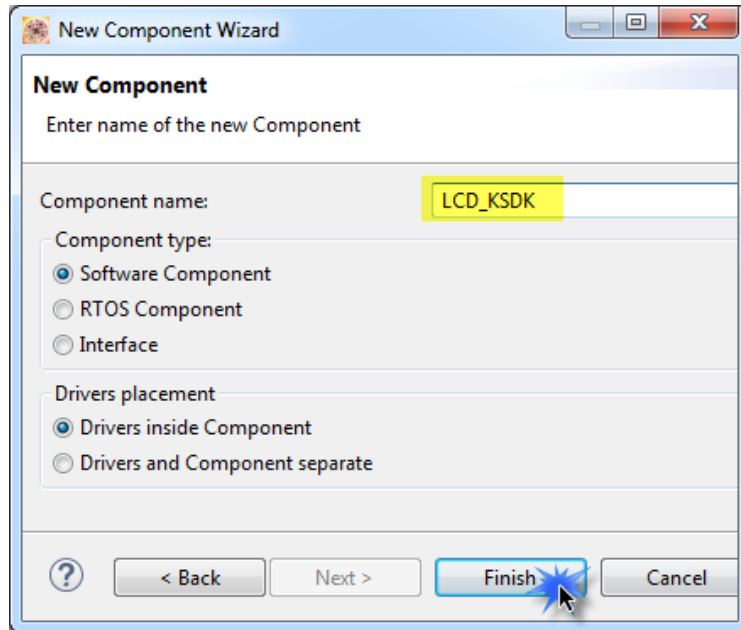 New Component Wizard
New Component
Enter name of the new Component
Component name: LCD_KSDK
Component type:
Software Component
RTOS Component
Interface
Drivers placement
Drivers inside Component
Drivers and Component separate
? < Back Next > Finish Cancel